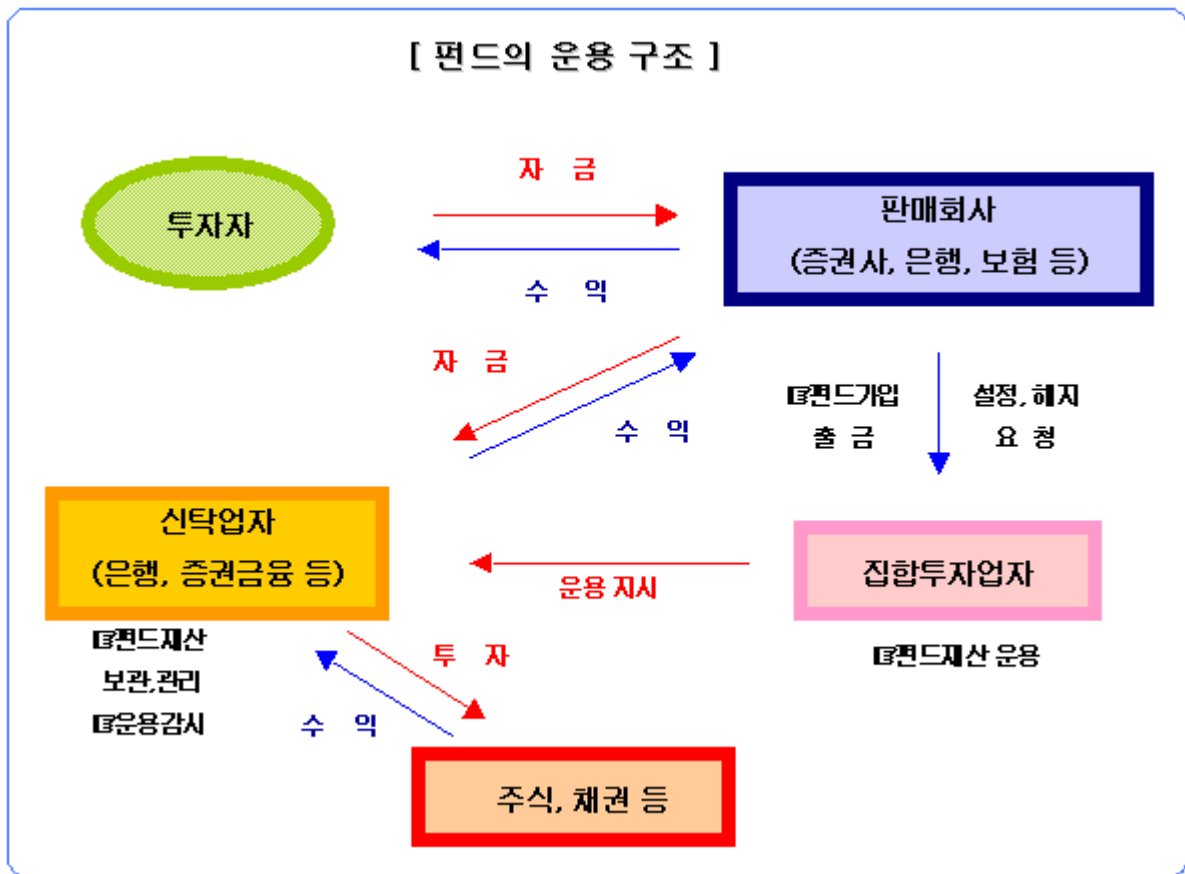 [ 펀드의 운용 구조 ]
자 금
투자자
판매회사
(증권사, 은행, 보험 등)
수 익
자 금
수 익
☞펀드가입
출 금
설정, 해지
요 청
신탁업자
(은행, 증권금융 등)
운용 지시
집합투자업자
☞펀드재산
보관,관리
☞운용감시
투 자
수 익
☞펀드재산 운용
주식, 채권 등